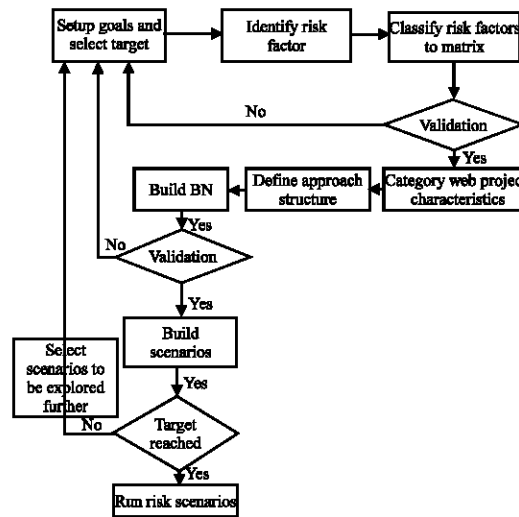 Setup goals and
select target
Identify risk
factor
Classify risk factors
to matrix
No
Validation
Yes
Build BN
Define approach
structure
Category web project
characteristics
Yes
No
Validation
Yes
Build
scenarios
Select
scenarios to
be explored
further
Yes
No
Target
reached
Yes
Run risk scenarios